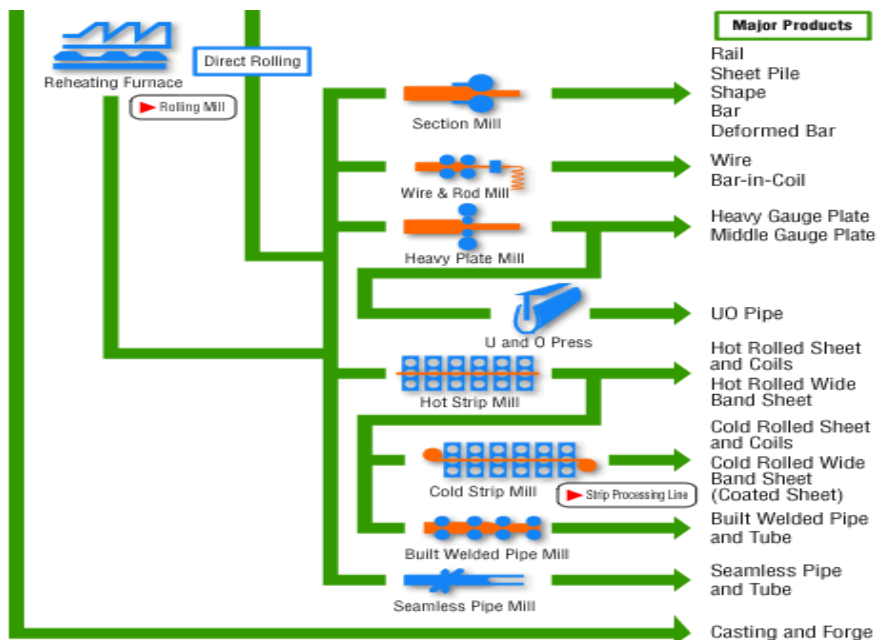 Major Products
Reheating Furnace
Direct Rolling
Rolling Mill
Section Mill
Rail
Sheet Pile
Shape
Bar
Deformed Bar
Wire & Rod Mill
Wire
Bar-in-Coil
Heavy Plate Mill
Heavy Gauge Plate
Middle Gauge Plate
U and O Press
UO Pipe
Hot Strip Mill
Hot Rolled Sheet
and Coils
Hot Rolled Wide
Band Sheet
Cold Strip Mill
Strip Processing Line
Cold Rolled Sheet
and Coils
Cold Rolled Wide
Band Sheet
(Coated Sheet)
Built Welded Pipe Mill
Built Welded Pipe
and Tube
Seamless Pipe Mill
Seamless Pipe
and Tube
Casting and Forge